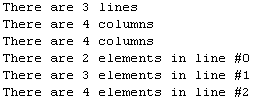 There are 3 lines
There are 4 columns
There are 4 columns
There are 2 elements in line #0
There are 3 elements in line #1
There are 4 elements in line #2